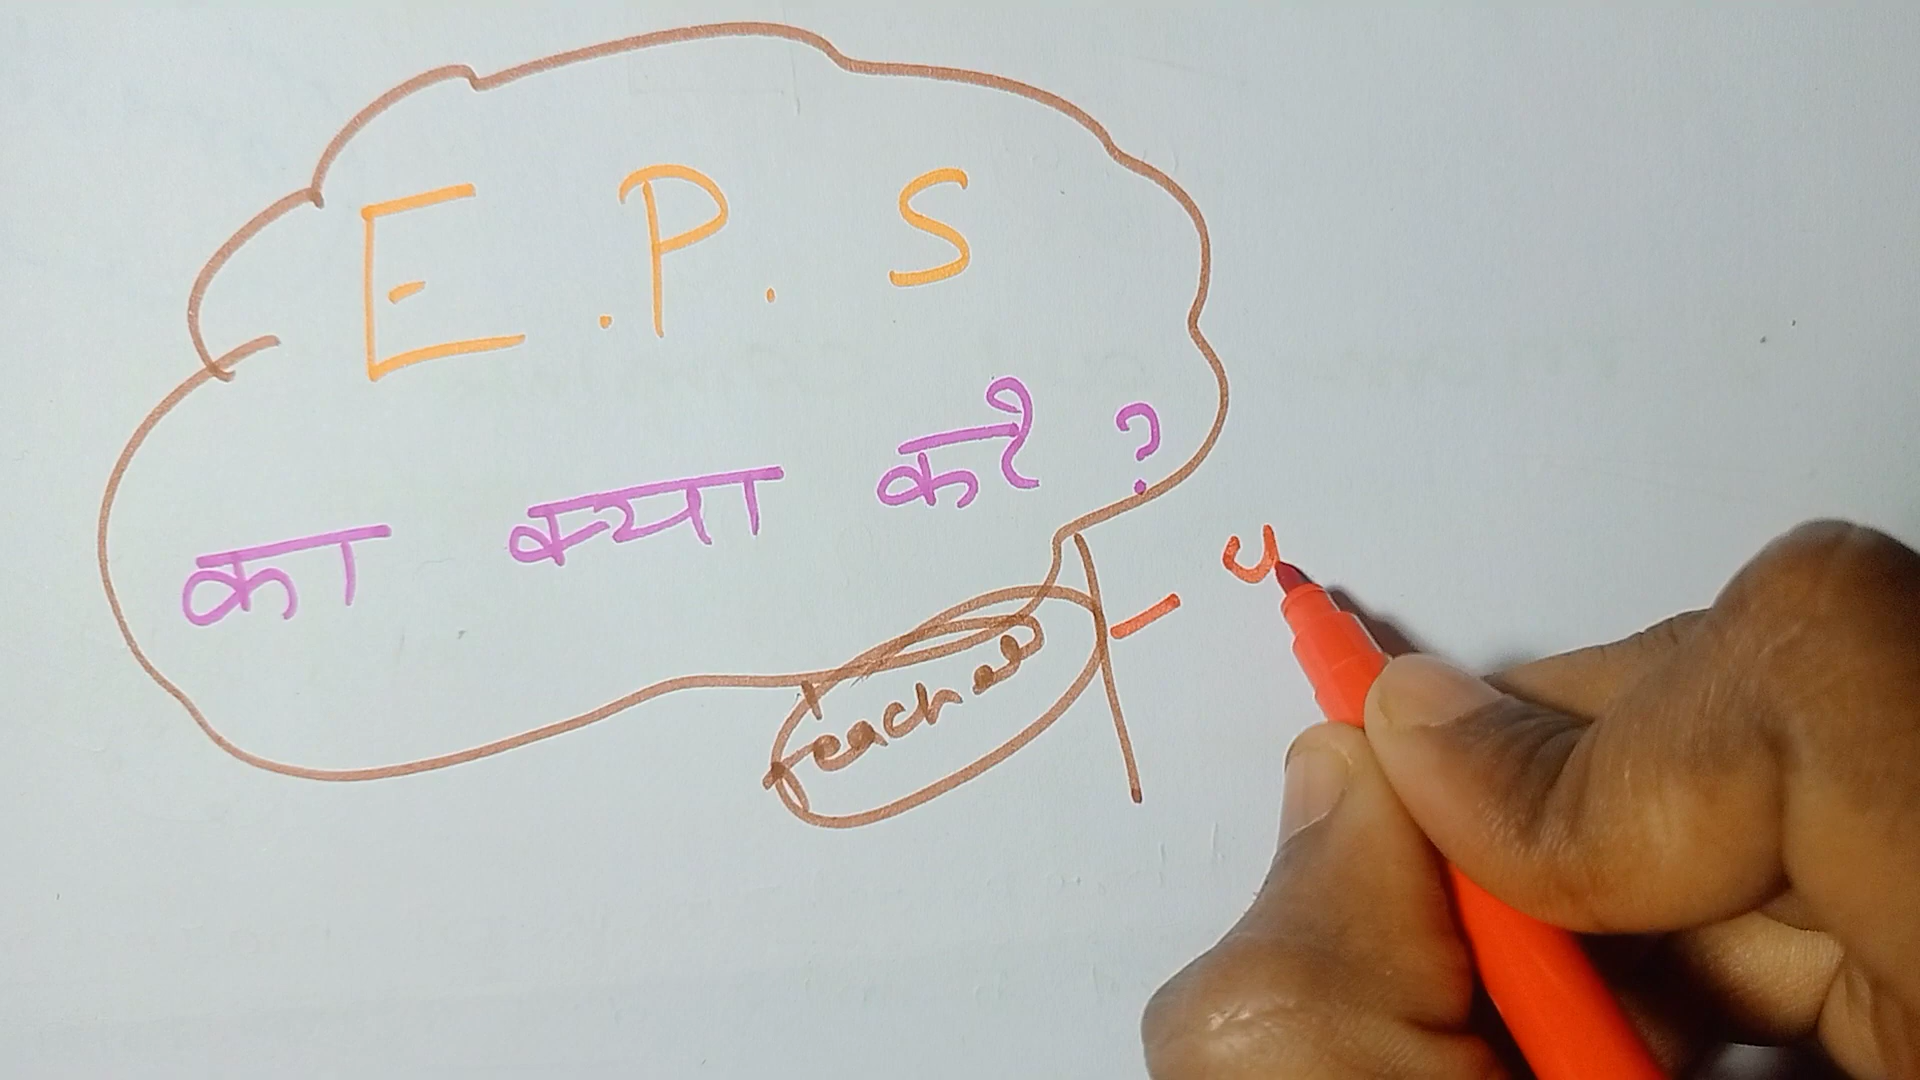 E.P.S
का क्या करे ?
Teacher